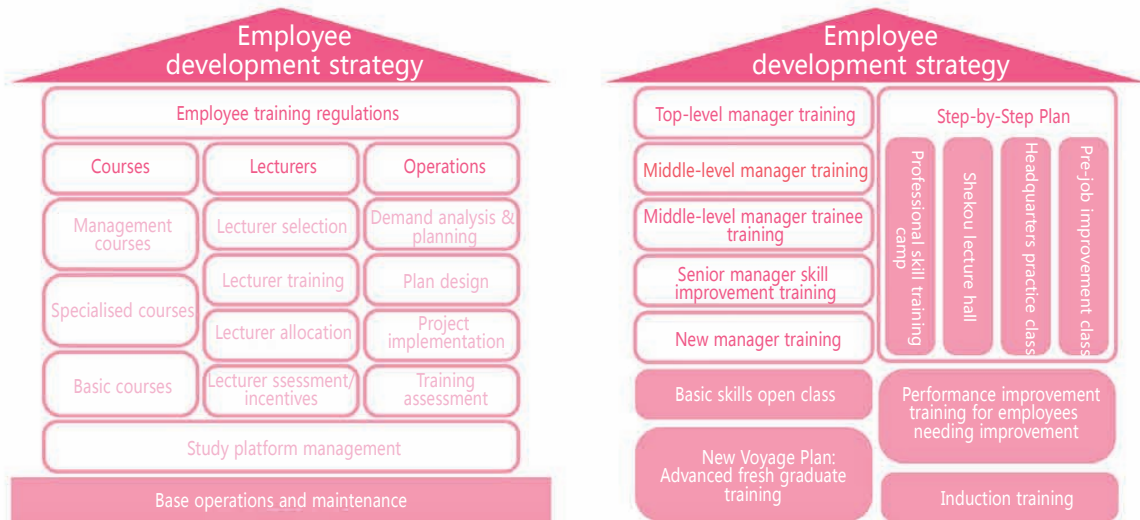 Employee
development strategy
Employee training regulations
Courses
Lecturers
Operations
Management
courses
Specialised courses
Basic courses
Lecturer selection
Lecturer training
Lecturer allocation
Lecturer ssessment/
incentives
Demand analysis &
planning
Plan design
Project
implementation
Training
assessment
Study platform management
Base operations and maintenance
Employee
development strategy
Top-level manager training
Middle-level manager training
Middle-level manager trainee
training
Senior manager skill
improvement training
New manager training
Step-by-Step Plan
Professional skill training
camp
Shekou lecture hall
Headquarters practice class
Pre-job improvement class
Basic skills open class
New Voyage Plan:
Advanced fresh graduate
training
Performance improvement
training for employees
needing improvement
Induction training